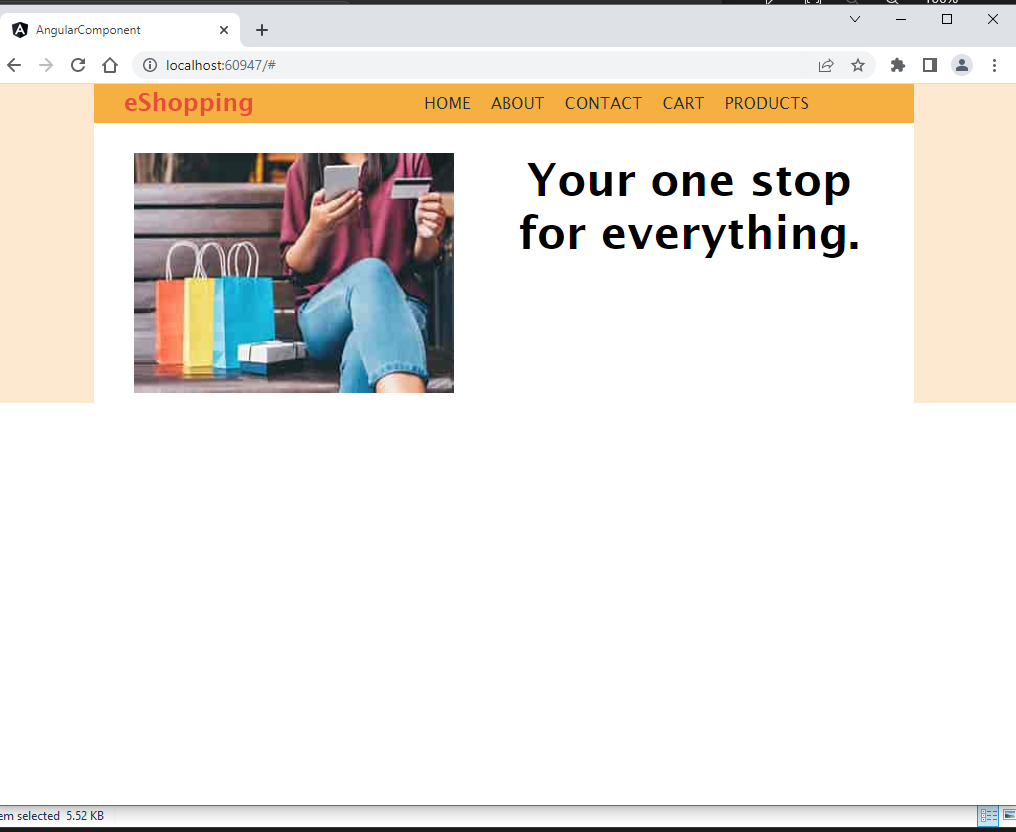 AngularComponent
localhost:60947/#
eShopping HOME ABOUT CONTACT CART PRODUCTS
Your one stop
for everything.
em selected 5.52 KB